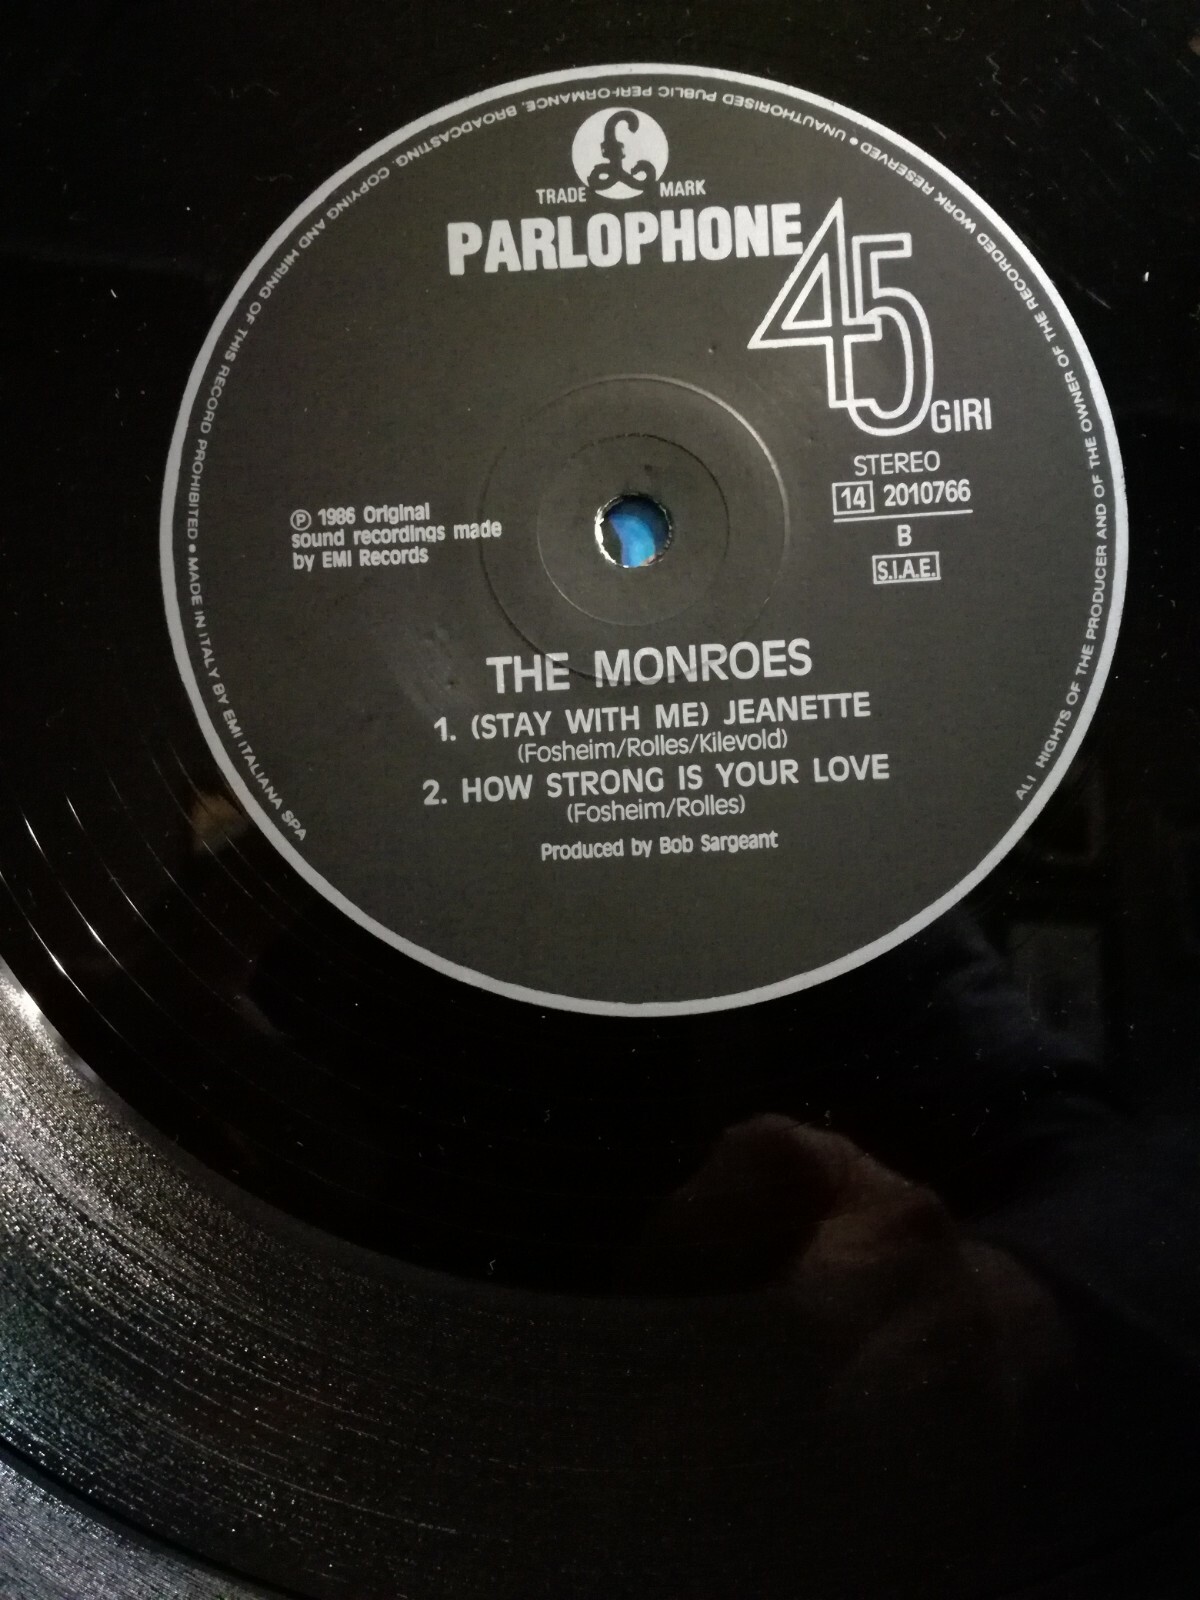 TRADE MARK
PARLOPHONE
45 GIRI
STEREO
14 2010766
B
S.I.A.E.
Ⓟ 1986 Original
sound recordings made
by EMI Records
THE MONROES
1. (STAY WITH ME) JEANETTE
(Fosheim/Rolles/Kilevold)
2. HOW STRONG IS YOUR LOVE
(Fosheim/Rolles)
Produced by Bob Sargeant
ALL RIGHTS OF THE PRODUCER AND OF THE OWNER OF THE RECORDED WORK RESERVED • UNAUTHORISED PUBLIC PERFORMANCE, BROADCASTING, COPYING AND HIRING OF THIS RECORD PROHIBITED • MADE IN ITALY BY EMI ITALIANA SPA